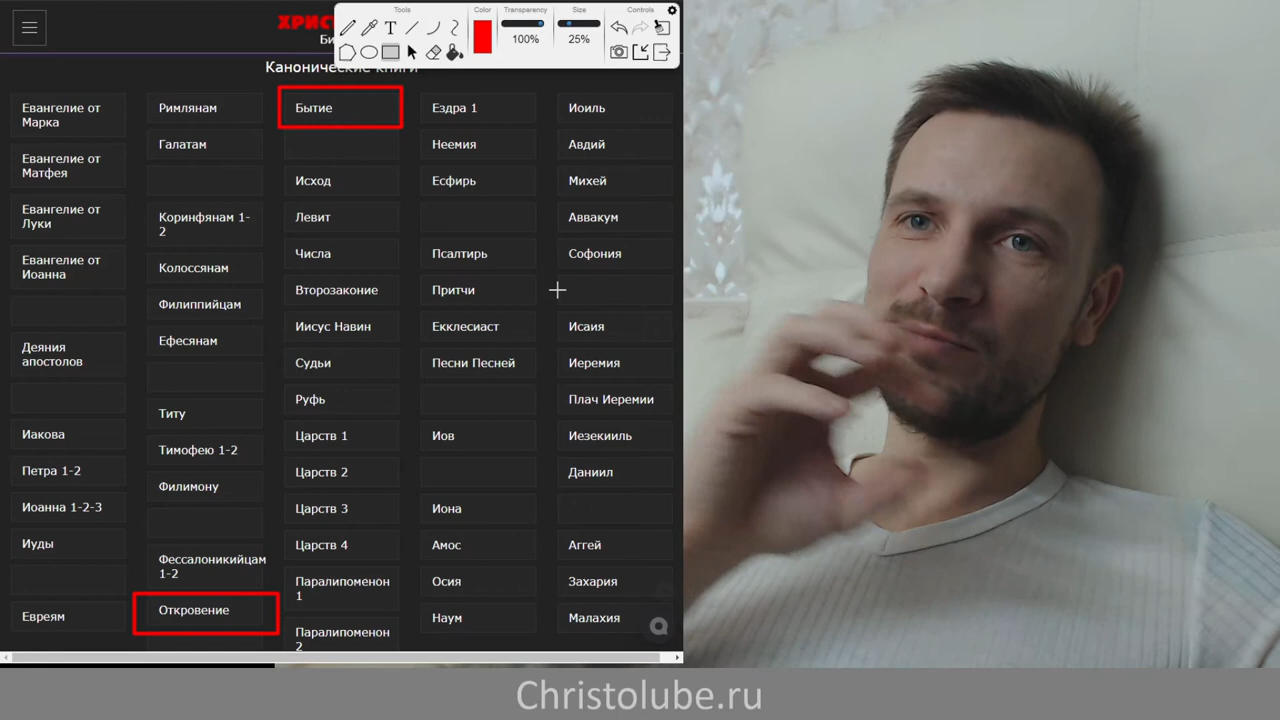 ХРИС
Би
Tools
Color
Transparency
Size
Controls
T
100%
25%
Канонические книги
Евангелие от
Марка
Евангелие от
Матфея
Евангелие от
Луки
Евангелие от
Иоанна
Деяния
апостолов
Иакова
Петра 1-2
Иоанна 1-2-3
Иуды
Евреям
Римлянам
Галатам
Коринфянам 1-
2
Колоссянам
Филиппийцам
Ефесянам
Титу
Тимофею 1-2
Филимону
Фессалоникийцам
1-2
Откровение
Бытие
Исход
Левит
Числа
Второзаконие
Иисус Навин
Судьи
Руфь
Царств 1
Царств 2
Царств 3
Царств 4
Паралипоменон
1
Паралипоменон
2
Ездра 1
Неемия
Есфирь
Псалтирь
Притчи
Екклесиаст
Песни Песней
Иов
Иона
Амос
Осия
Наум
Иоиль
Авдий
Михей
Аввакум
Софония
Исаия
Иеремия
Плач Иеремии
Иезекииль
Даниил
Аггей
Захария
Малахия
Christolube.ru